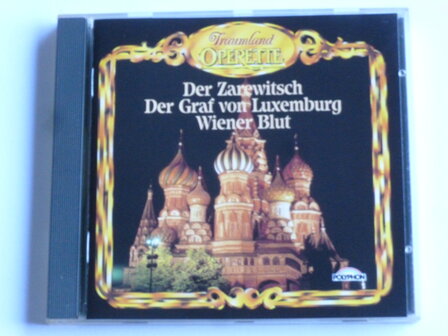 Traumland
OPERETTE
Der Zarewitsch
Der Graf von Luxemburg
Wiener Blut
POLYPHON